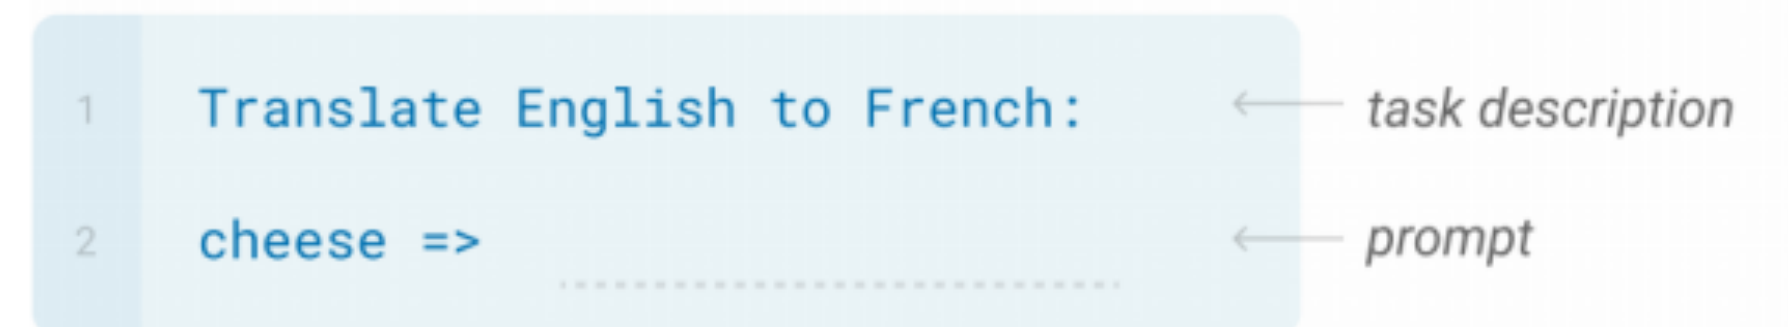 1 Translate English to French: ← task description
2 cheese => ← prompt